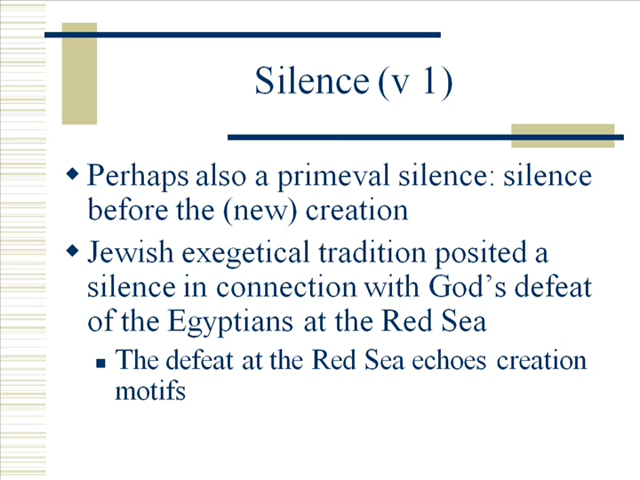 Silence (v 1)
Perhaps also a primeval silence: silence
before the (new) creation
Jewish exegetical tradition posited a
silence in connection with God's defeat
of the Egyptians at the Red Sea
The defeat at the Red Sea echoes creation
motifs